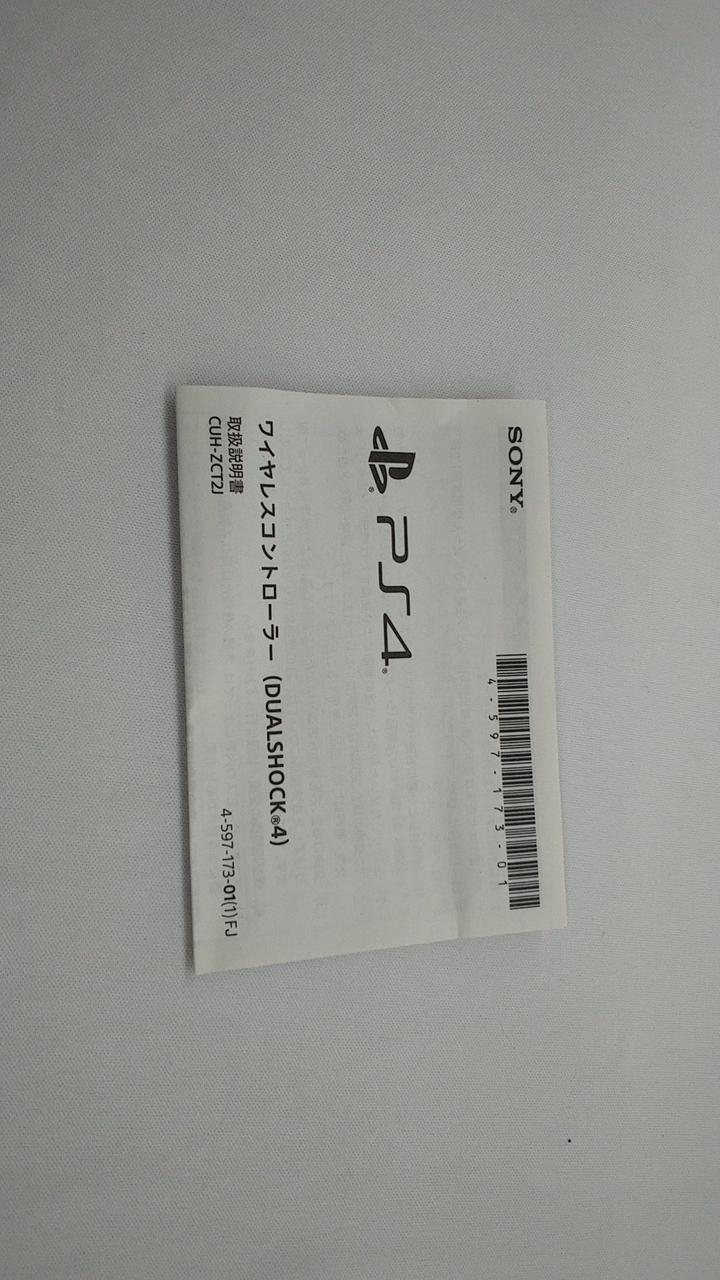 SONY®
4-597-173-01
PS4®
ワイヤレスコントローラー (DUALSHOCK®4)
取扱説明書
CUH-ZCT2J
4-597-173-01(1) FJ